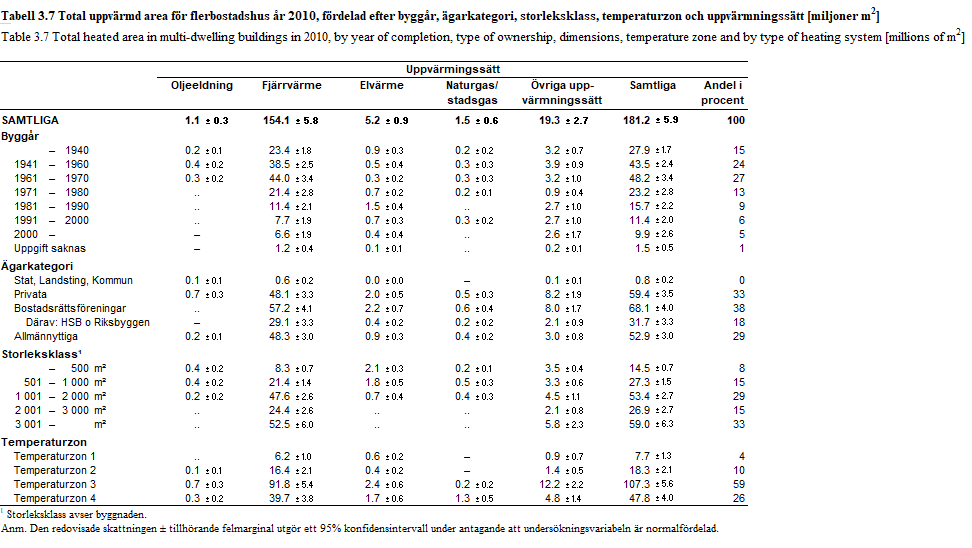 Tabell 3.7 Total uppvärmd area för flerbostadshus år 2010, fördelad efter byggår, ägarkategori, storleksklass, temperaturzon och uppvärmningssätt [miljoner m²]
Table 3.7 Total heated area in multi-dwelling buildings in 2010, by year of completion, type of ownership, dimensions, temperature zone and by type of heating system [millions of m²]
Uppvärmingssätt
Oljeeldning Fjärrvärme Elvärme Naturgas/ Övriga upp- Samtliga Andel i
stadsgas värmningssätt procent
SAMTLIGA 1.1 ± 0.3 154.1 ± 5.8 5.2 ± 0.9 1.5 ± 0.6 19.3 ± 2.7 181.2 ± 5.9 100
Byggår
– 1940 0.2 ± 0.1 23.4 ± 1.8 0.9 ± 0.3 0.2 ± 0.2 3.2 ± 0.7 27.9 ± 1.7 15
1941 – 1960 0.4 ± 0.2 38.5 ± 2.5 0.5 ± 0.4 0.3 ± 0.3 3.9 ± 0.9 43.5 ± 2.4 24
1961 – 1970 0.3 ± 0.2 44.0 ± 3.4 0.3 ± 0.2 0.3 ± 0.3 3.2 ± 1.0 48.2 ± 3.4 27
1971 – 1980 .. 21.4 ± 2.8 0.7 ± 0.2 0.2 ± 0.1 0.9 ± 0.4 23.2 ± 2.8 13
1981 – 1990 .. 11.4 ± 2.1 1.5 ± 0.4 .. 2.7 ± 1.0 15.7 ± 2.2 9
1991 – 2000 .. 7.7 ± 1.9 0.7 ± 0.3 0.3 ± 0.2 2.7 ± 1.0 11.4 ± 2.0 6
2000 – – 6.6 ± 1.9 0.4 ± 0.4 .. 2.6 ± 1.7 9.9 ± 2.6 5
Uppgift saknas – 1.2 ± 0.4 0.1 ± 0.1 .. 0.2 ± 0.1 1.5 ± 0.5 1
Ägarkategori
Stat, Landsting, Kommun 0.1 ± 0.1 0.6 ± 0.2 0.0 ± 0.0 – 0.1 ± 0.1 0.8 ± 0.2 0
Privata 0.7 ± 0.3 48.1 ± 3.3 2.0 ± 0.5 0.5 ± 0.3 8.2 ± 1.9 59.4 ± 3.5 33
Bostadsrättsföreningar .. 57.2 ± 4.1 2.2 ± 0.7 0.6 ± 0.4 8.0 ± 1.7 68.1 ± 4.0 38
Därav: HSB o Riksbyggen – 29.1 ± 3.3 0.4 ± 0.2 0.2 ± 0.2 2.1 ± 0.9 31.7 ± 3.3 18
Allmännyttiga 0.2 ± 0.1 48.3 ± 3.0 0.9 ± 0.3 0.4 ± 0.2 3.0 ± 0.8 52.9 ± 3.0 29
Storleksklass¹
– 500 m² 0.4 ± 0.2 8.3 ± 0.7 2.1 ± 0.3 0.2 ± 0.1 3.5 ± 0.4 14.5 ± 0.7 8
501 – 1 000 m² 0.4 ± 0.2 21.4 ± 1.4 1.8 ± 0.5 0.5 ± 0.3 3.3 ± 0.6 27.3 ± 1.5 15
1 001 – 2 000 m² 0.2 ± 0.2 47.6 ± 2.6 0.7 ± 0.4 0.4 ± 0.3 4.5 ± 1.1 53.4 ± 2.7 29
2 001 – 3 000 m² .. 24.4 ± 2.6 .. .. 2.1 ± 0.8 26.9 ± 2.7 15
3 001 – m² .. 52.5 ± 6.0 .. .. 5.8 ± 2.3 59.0 ± 6.3 33
Temperaturzon
Temperaturzon 1 .. 6.2 ± 1.0 0.6 ± 0.2 – 0.9 ± 0.7 7.7 ± 1.3 4
Temperaturzon 2 0.1 ± 0.1 16.4 ± 2.1 0.4 ± 0.2 – 1.4 ± 0.5 18.3 ± 2.1 10
Temperaturzon 3 0.7 ± 0.3 91.8 ± 5.4 2.4 ± 0.6 0.2 ± 0.2 12.2 ± 2.2 107.3 ± 5.6 59
Temperaturzon 4 0.3 ± 0.2 39.7 ± 3.8 1.7 ± 0.6 1.3 ± 0.5 4.8 ± 1.4 47.8 ± 4.0 26
¹ Storleksklass avser byggnaden.
Anm. Den redovisade skattningen ± tillhörande felmarginal utgör ett 95% konfidensintervall under antagande att undersökningsvariabeln är normalfördelad.